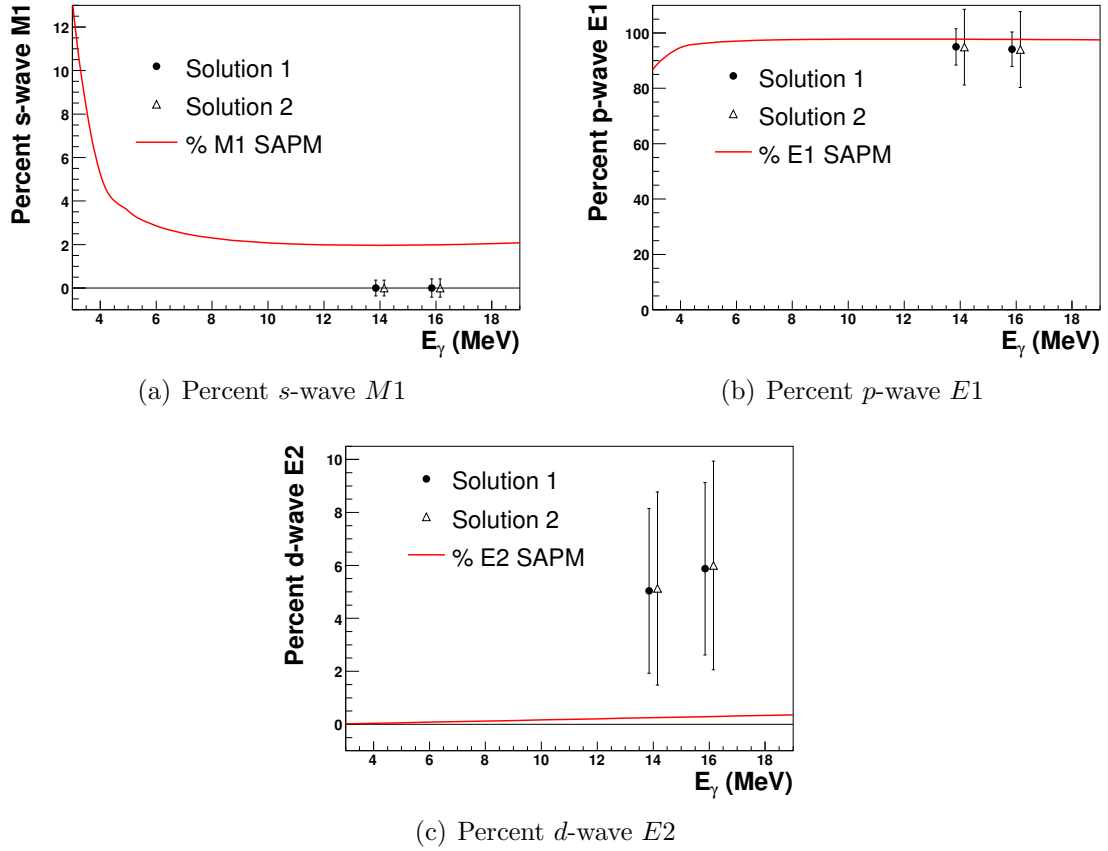 Percent s-wave M1
12
10
8
6
4
2
0
Solution 1
Solution 2
% M1 SAPM
4 6 8 10 12 14 16 18
Eγ (MeV)
(a) Percent s-wave M1
Percent p-wave E1
100
80
60
40
20
0
Solution 1
Solution 2
% E1 SAPM
4 6 8 10 12 14 16 18
Eγ (MeV)
(b) Percent p-wave E1
Percent d-wave E2
10
8
6
4
2
0
Solution 1
Solution 2
% E2 SAPM
4 6 8 10 12 14 16 18
Eγ (MeV)
(c) Percent d-wave E2